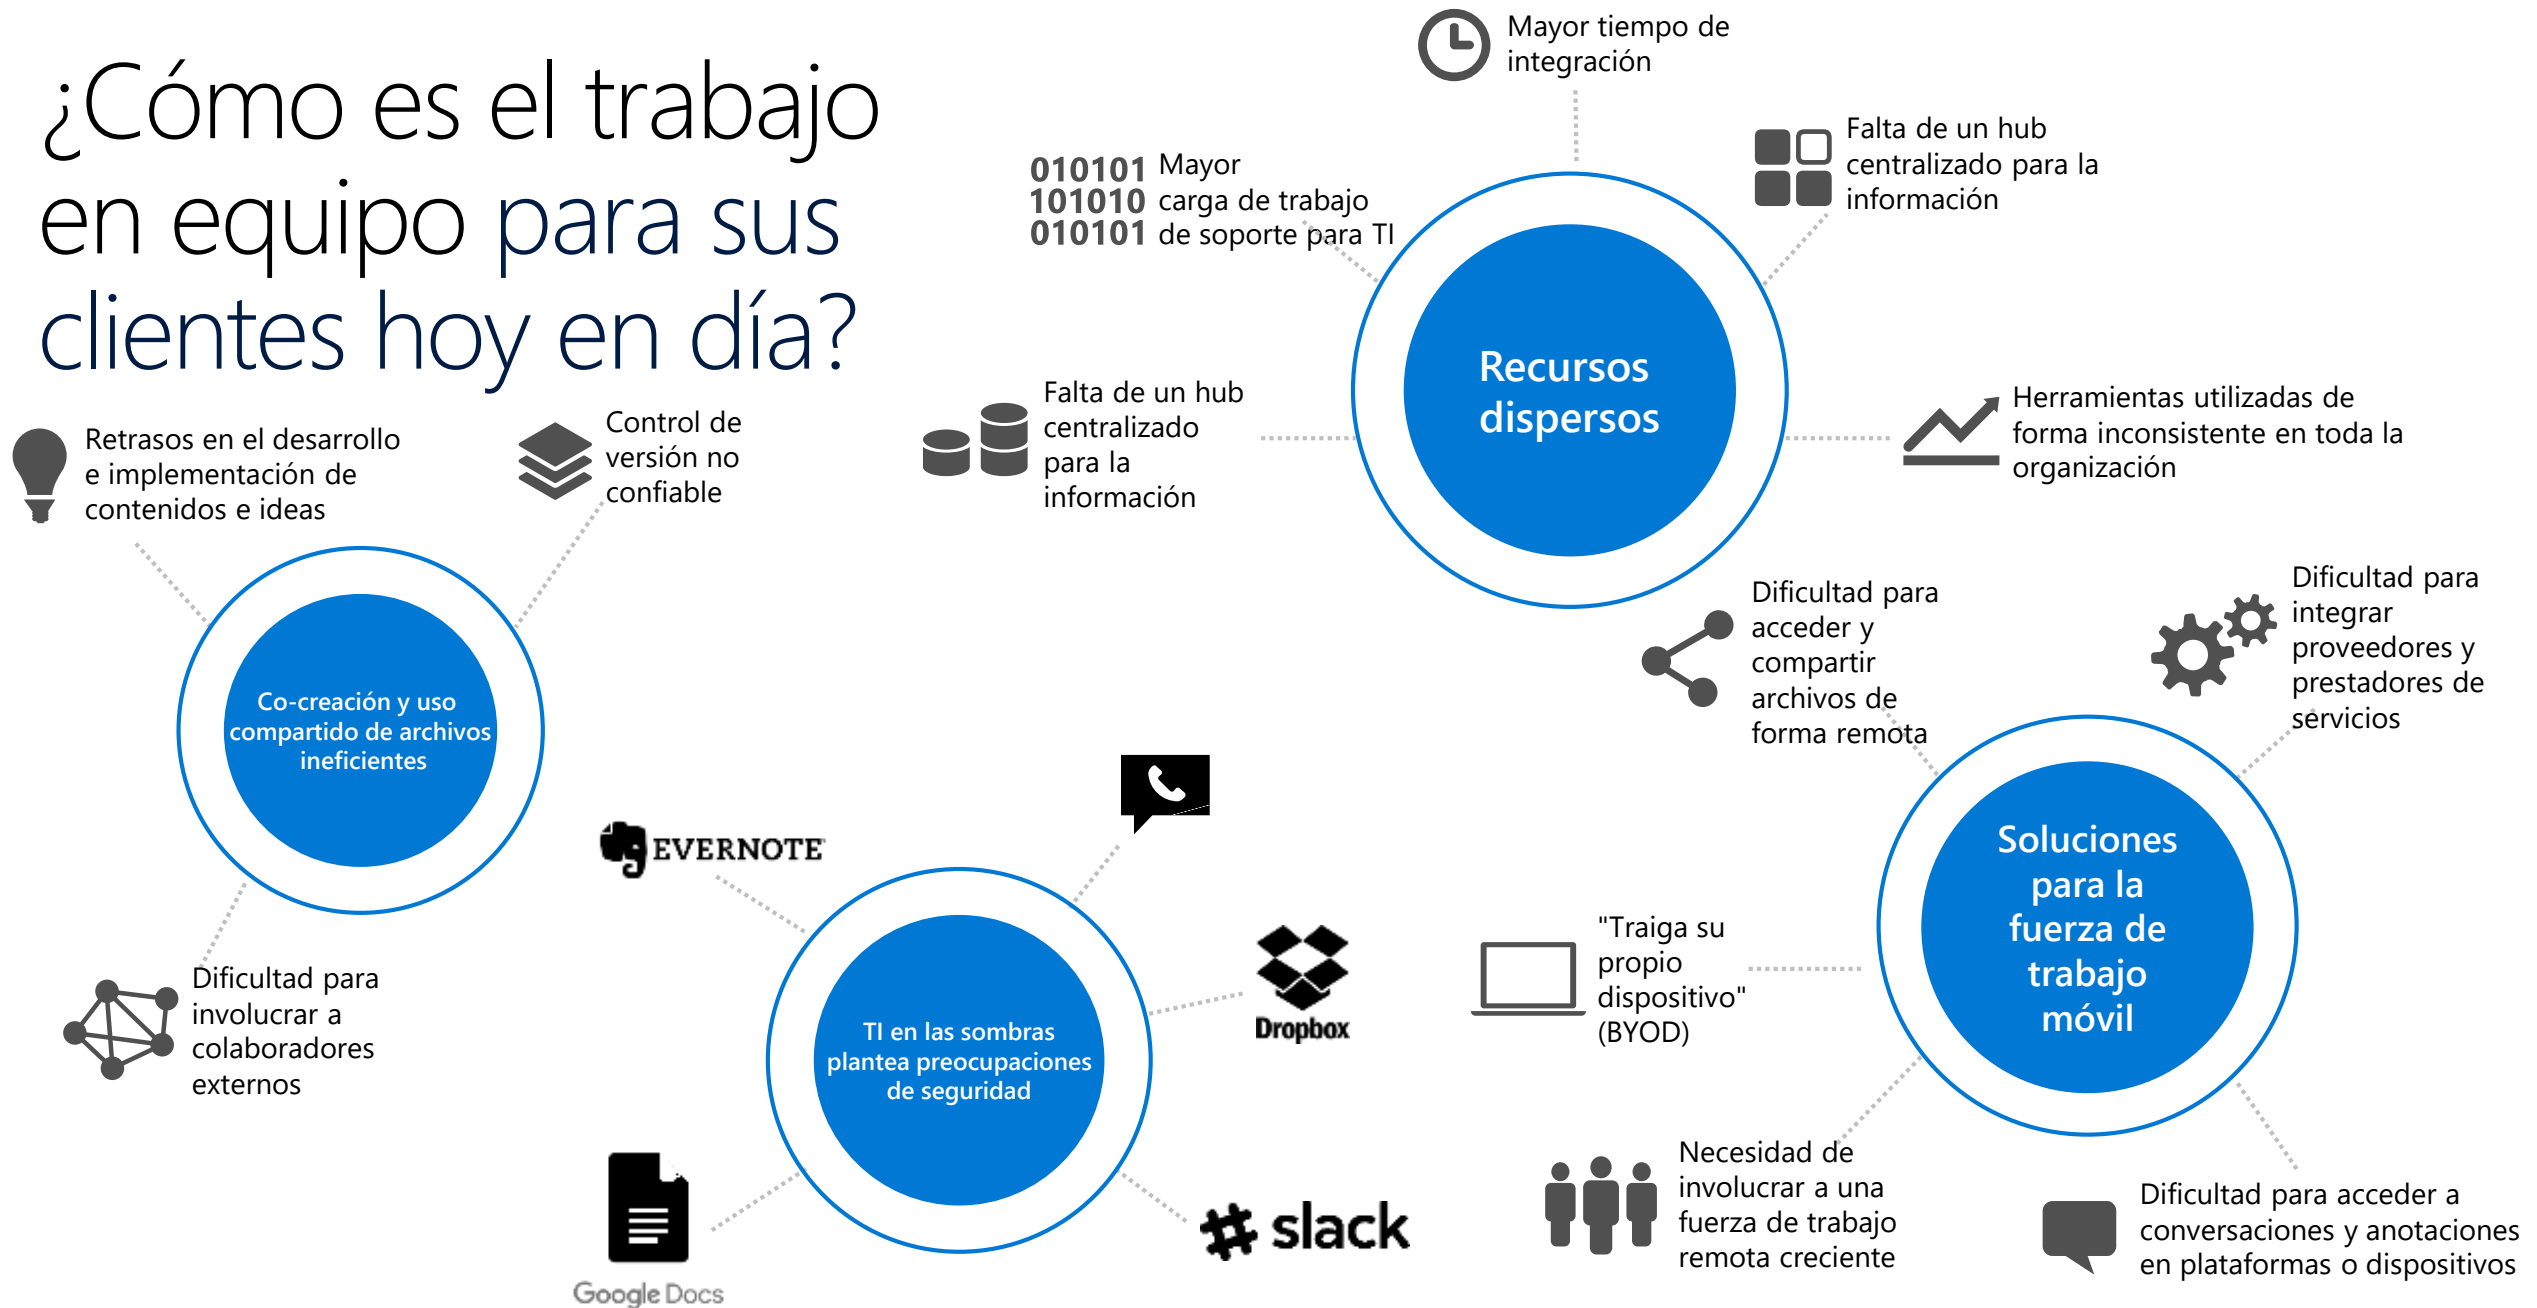 ¿Cómo es el trabajo
en equipo para sus
clientes hoy en día?
Mayor tiempo de
integración
Falta de un hub
centralizado para la
información
010101
101010
010101
Mayor
carga de trabajo
de soporte para TI
Recursos
dispersos
Falta de un hub
centralizado
para la
información
Herramientas utilizadas de
forma inconsistente en toda la
organización
Retrasos en el desarrollo
e implementación de
contenidos e ideas
Control de
versión no
confiable
Co-creación y uso
compartido de archivos
ineficientes
Dificultad para
involucrar a
colaboradores
externos
EVERNOTE
Dropbox
TI en las sombras
plantea preocupaciones
de seguridad
Google Docs
slack
Dificultad para
acceder y
compartir
archivos de
forma remota
Dificultad para
integrar
proveedores y
prestadores de
servicios
Soluciones
para la
fuerza de
trabajo
móvil
"Traiga su
propio
dispositivo"
(BYOD)
Necesidad de
involucrar a una
fuerza de trabajo
remota creciente
Dificultad para acceder a
conversaciones y anotaciones
en plataformas o dispositivos